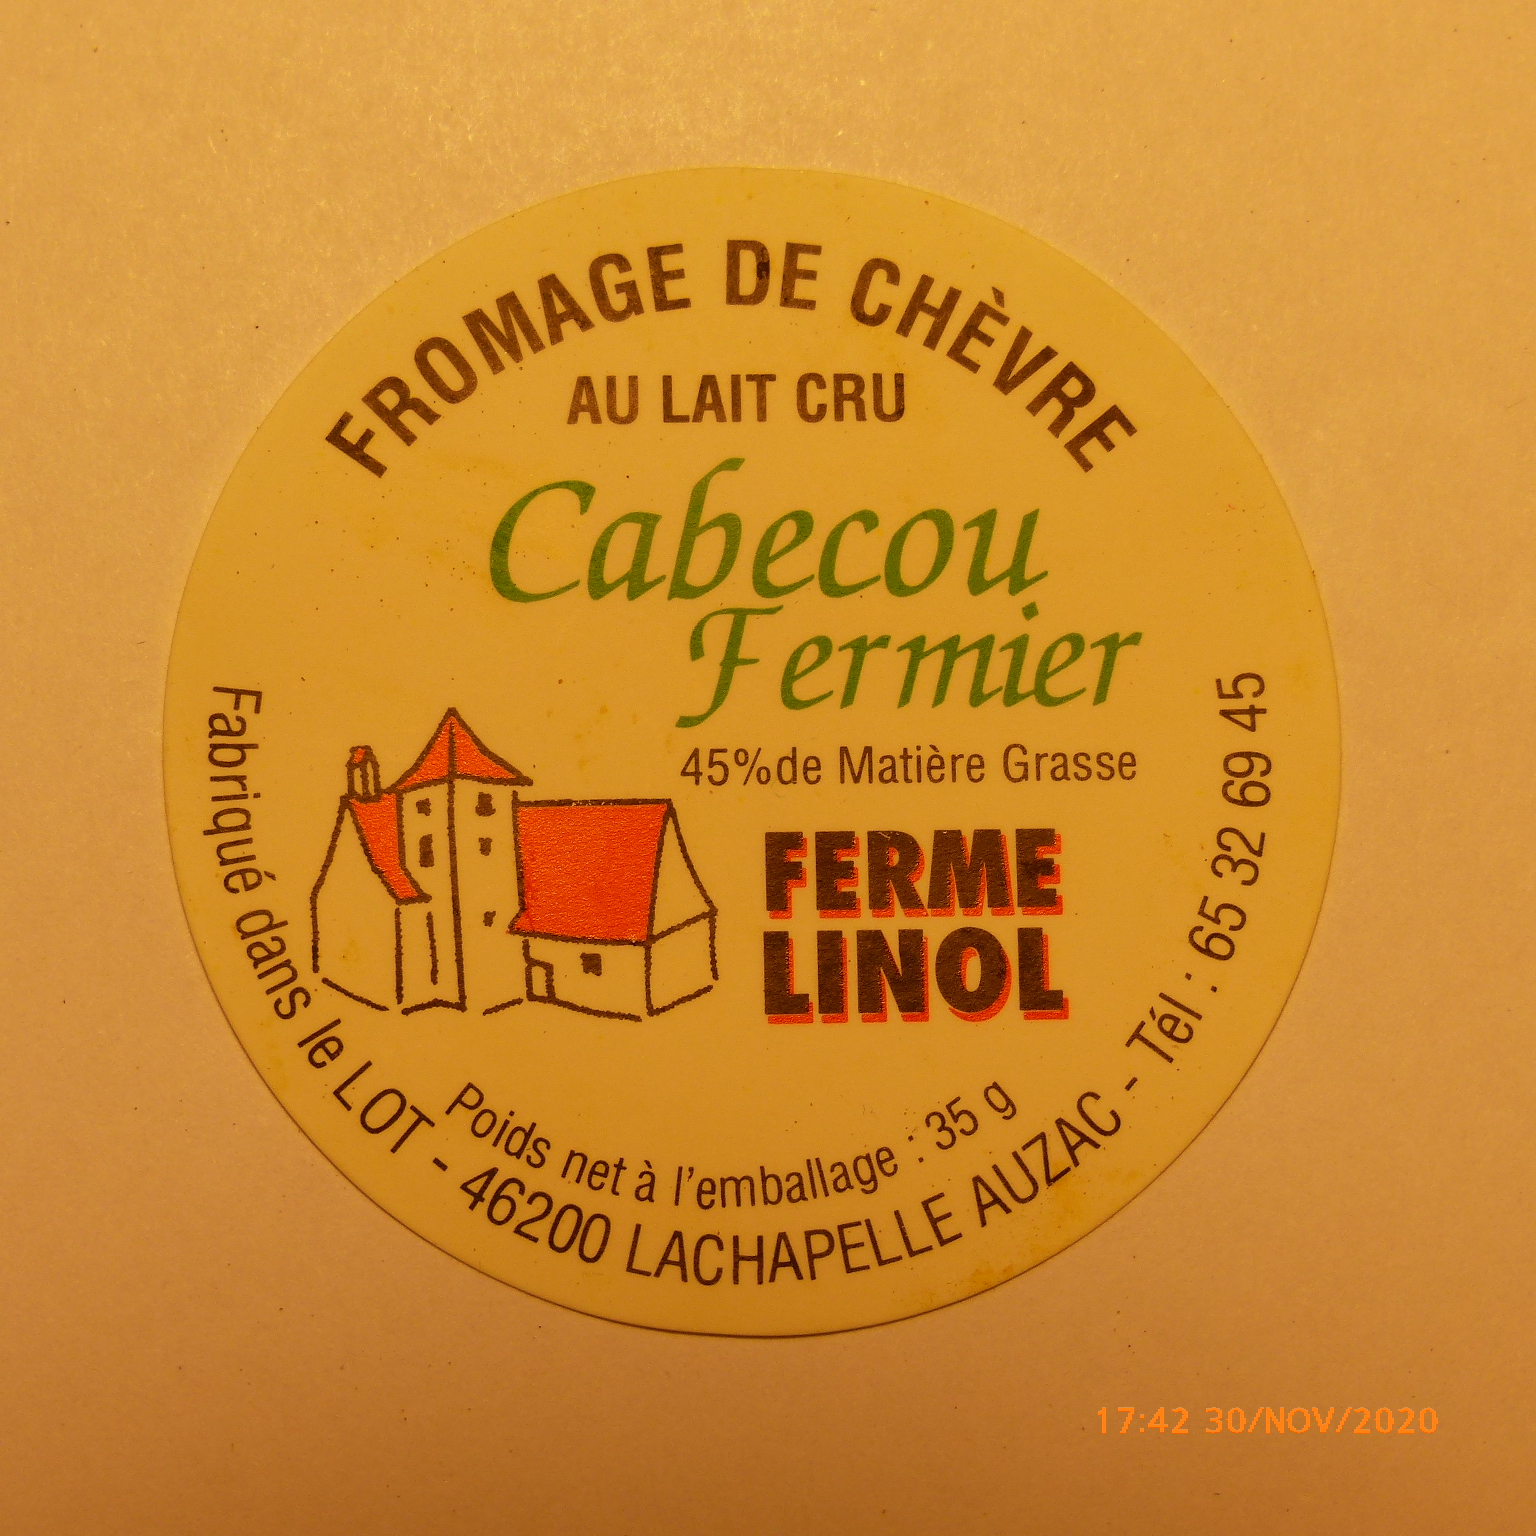 FROMAGE DE CHÈVRE
AU LAIT CRU
Cabecou
Fermier
45%de Matière Grasse
FERME
LINOL
Poids net à l'emballage : 35 g
Fabriqué dans le LOT - 46200 LACHAPELLE AUZAC - Tél : 65 32 69 45
17:42 30/NOV/2020